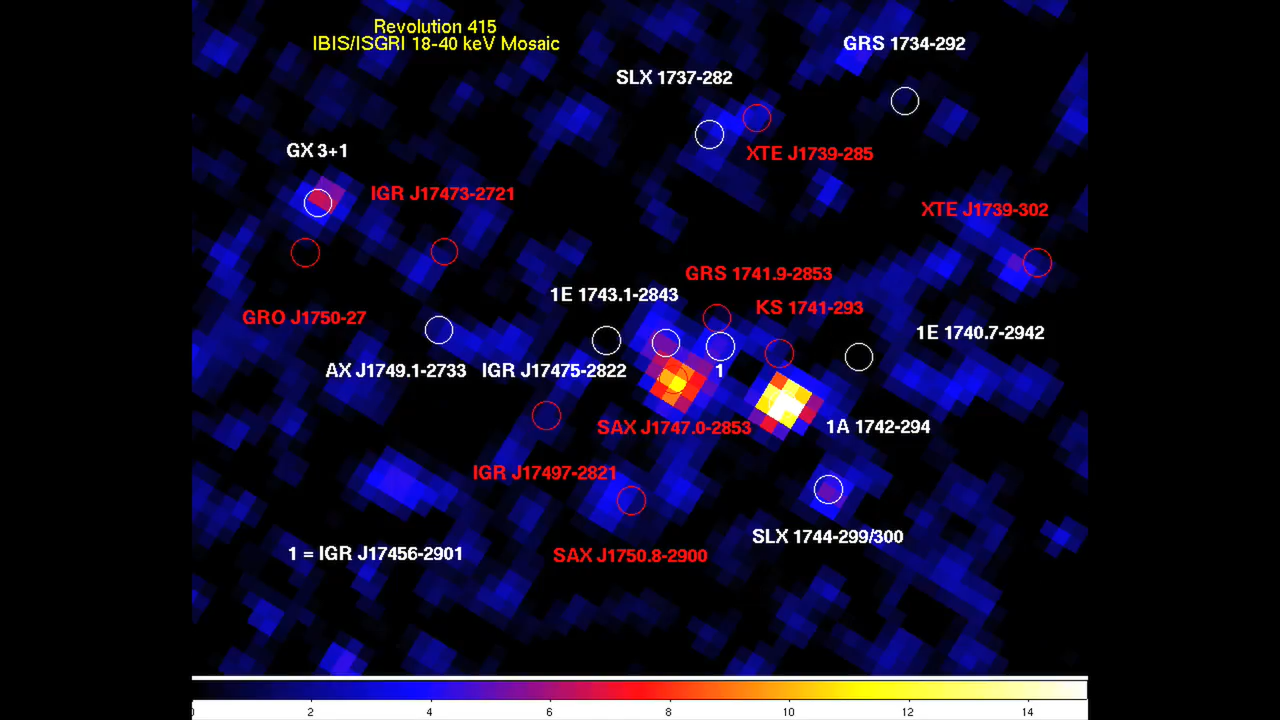 Revolution 415
IBIS/ISGRI 18-40 keV Mosaic
GRS 1734-292
SLX 1737-282
XTE J1739-285
GX 3+1
IGR J17473-2721
XTE J1739-302
GRS 1741.9-2853
1E 1743.1-2843
KS 1741-293
GRO J1750-27
1E 1740.7-2942
AX J1749.1-2733
IGR J17475-2822
1
SAX J1747.0-2853
1A 1742-294
IGR J17497-2821
SLX 1744-299/300
1 = IGR J17456-2901
SAX J1750.8-2900
0 2 4 6 8 10 12 14